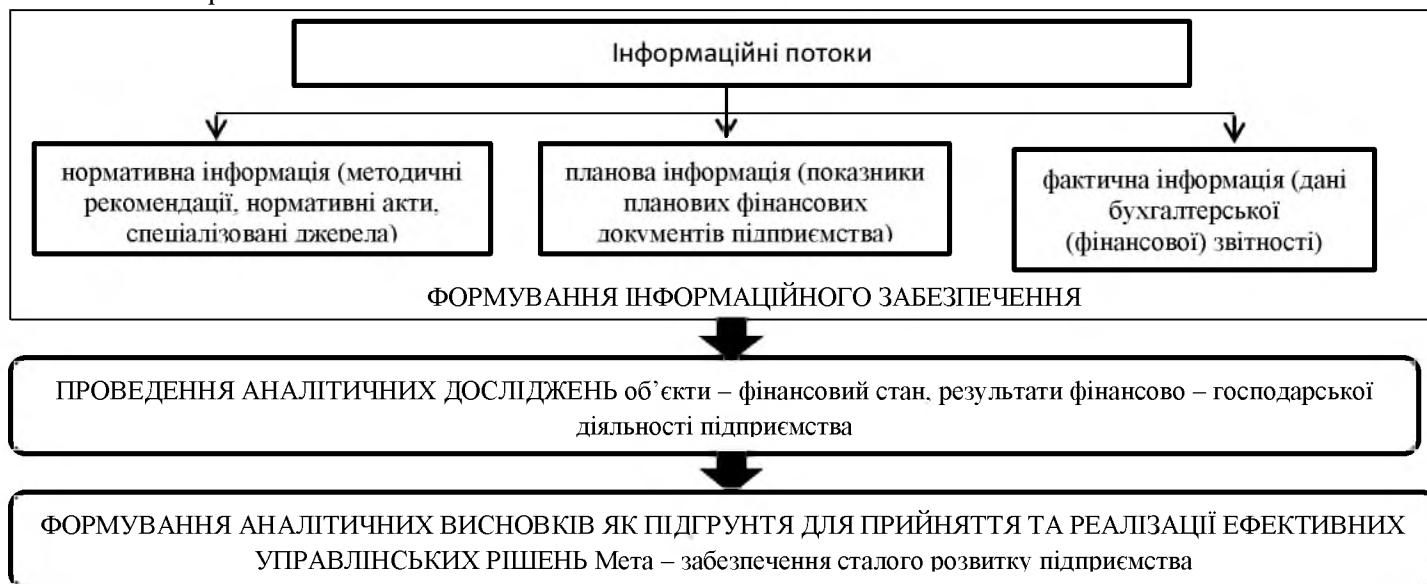 Інформаційні потоки
нормативна інформація (методичні
рекомендації, нормативні акти,
спеціалізовані джерела)
планова інформація (показники
планових фінансових
документів підприємства)
фактична інформація (дані
бухгалтерської
(фінансової) звітності)
ФОРМУВАННЯ ІНФОРМАЦІЙНОГО ЗАБЕЗПЕЧЕННЯ
ПРОВЕДЕННЯ АНАЛІТИЧНИХ ДОСЛІДЖЕНЬ об’єкти – фінансовий стан, результати фінансово – господарської
діяльності підприємства
ФОРМУВАННЯ АНАЛІТИЧНИХ ВИСНОВКІВ ЯК ПІДГРУНТЯ ДЛЯ ПРИЙНЯТТЯ ТА РЕАЛІЗАЦІЇ ЕФЕКТИВНИХ
УПРАВЛІНСЬКИХ РІШЕНЬ Мета – забезпечення сталого розвитку підприємства